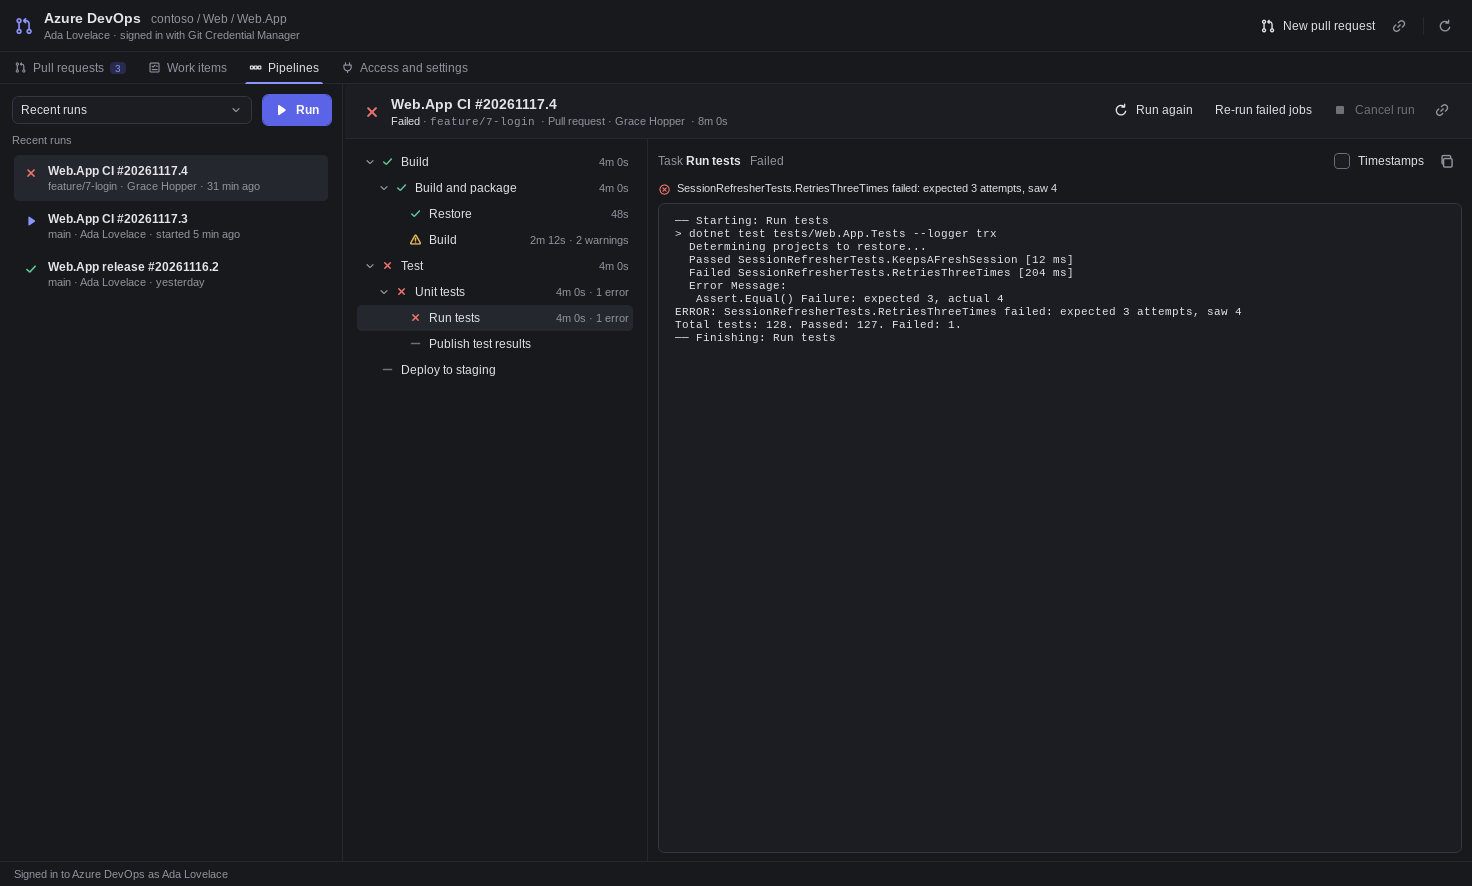 Azure DevOps contoso / Web / Web.App
Ada Lovelace · signed in with Git Credential Manager
New pull request
Pull requests 3 Work items Pipelines Access and settings
Recent runs Run
Recent runs
Web.App CI #20261117.4
feature/7-login · Grace Hopper · 31 min ago
Web.App CI #20261117.3
main · Ada Lovelace · started 5 min ago
Web.App release #20261116.2
main · Ada Lovelace · yesterday
Web.App CI #20261117.4
Failed · feature/7-login · Pull request · Grace Hopper · 8m 0s
Run again Re-run failed jobs Cancel run
Build 4m 0s
Build and package 4m 0s
Restore 48s
Build 2m 12s · 2 warnings
Test 4m 0s
Unit tests 4m 0s · 1 error
Run tests 4m 0s · 1 error
Publish test results
Deploy to staging
Task Run tests Failed Timestamps
SessionRefresherTests.RetriesThreeTimes failed: expected 3 attempts, saw 4
—— Starting: Run tests
> dotnet test tests/Web.App.Tests --logger trx
Determining projects to restore...
Passed SessionRefresherTests.KeepsAFreshSession [12 ms]
Failed SessionRefresherTests.RetriesThreeTimes [204 ms]
Error Message:
Assert.Equal() Failure: expected 3, actual 4
ERROR: SessionRefresherTests.RetriesThreeTimes failed: expected 3 attempts, saw 4
Total tests: 128. Passed: 127. Failed: 1.
—— Finishing: Run tests
Signed in to Azure DevOps as Ada Lovelace